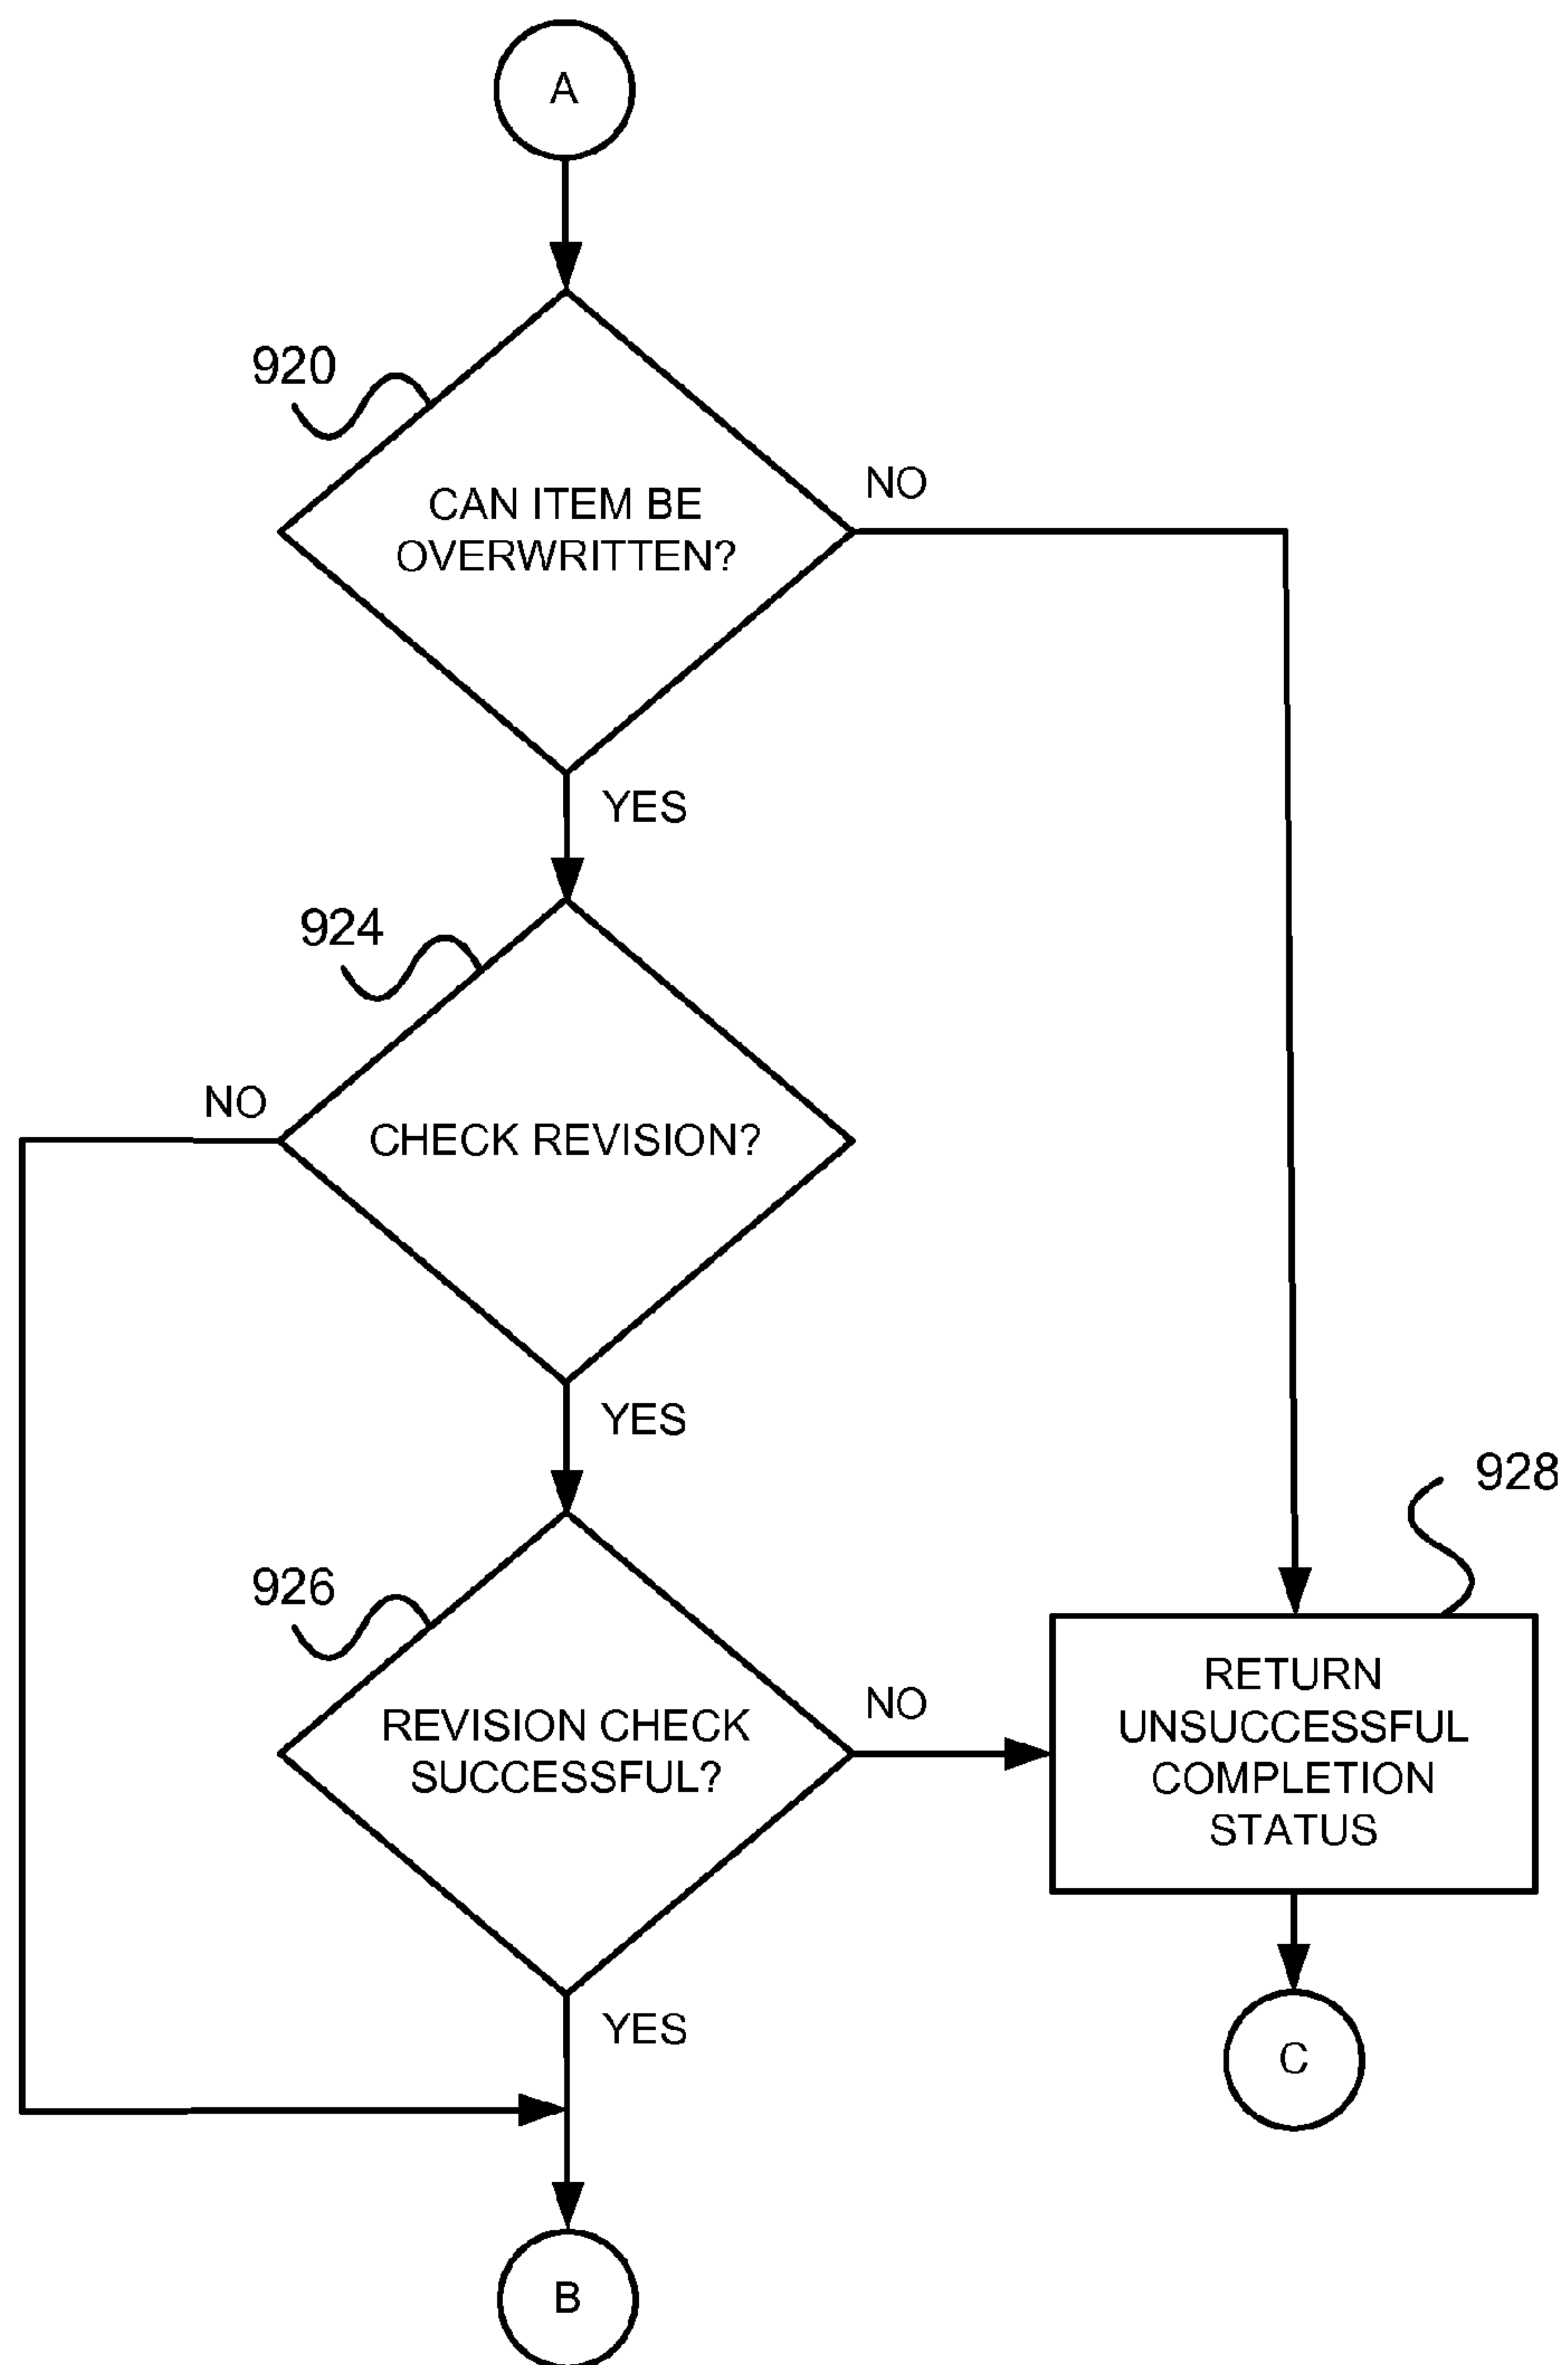 A
920
CAN ITEM BE
OVERWRITTEN?
NO
YES
924
NO
CHECK REVISION?
YES
928
926
NO
REVISION CHECK
SUCCESSFUL?
RETURN
UNSUCCESSFUL
COMPLETION
STATUS
YES
C
B